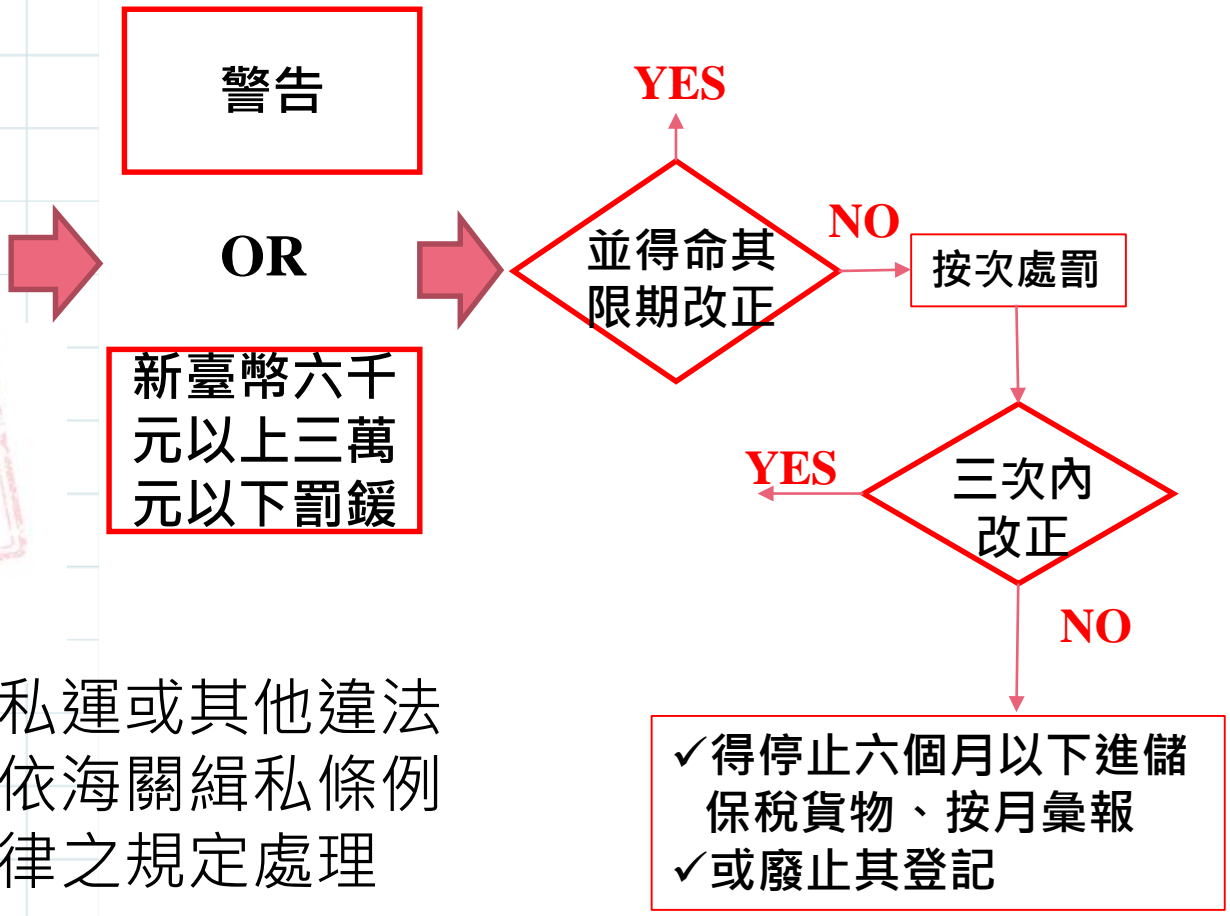 警告
OR
新臺幣六千
元以上三萬
元以下罰鍰
YES
並得命其
限期改正
NO
按次處罰
YES
三次內
改正
NO
✓得停止六個月以下進儲
保稅貨物、按月彙報
✓或廢止其登記
私運或其他違法
依海關緝私條例
律之規定處理